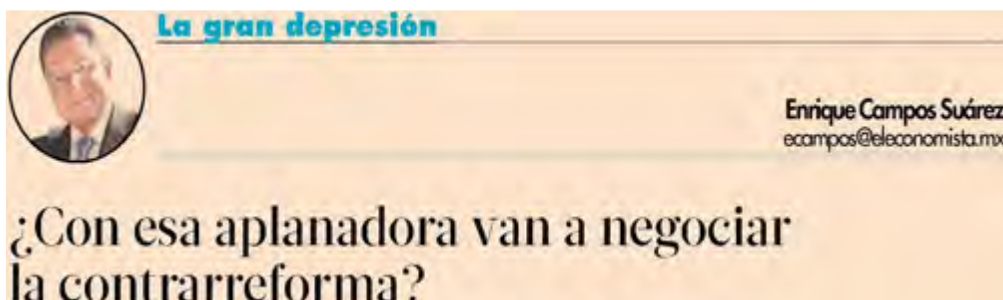 La gran depresión
Enrique Campos Suárez
ecampos@eleconomista.mx
¿Con esa aplanadora van a negociar
la contrarreforma?